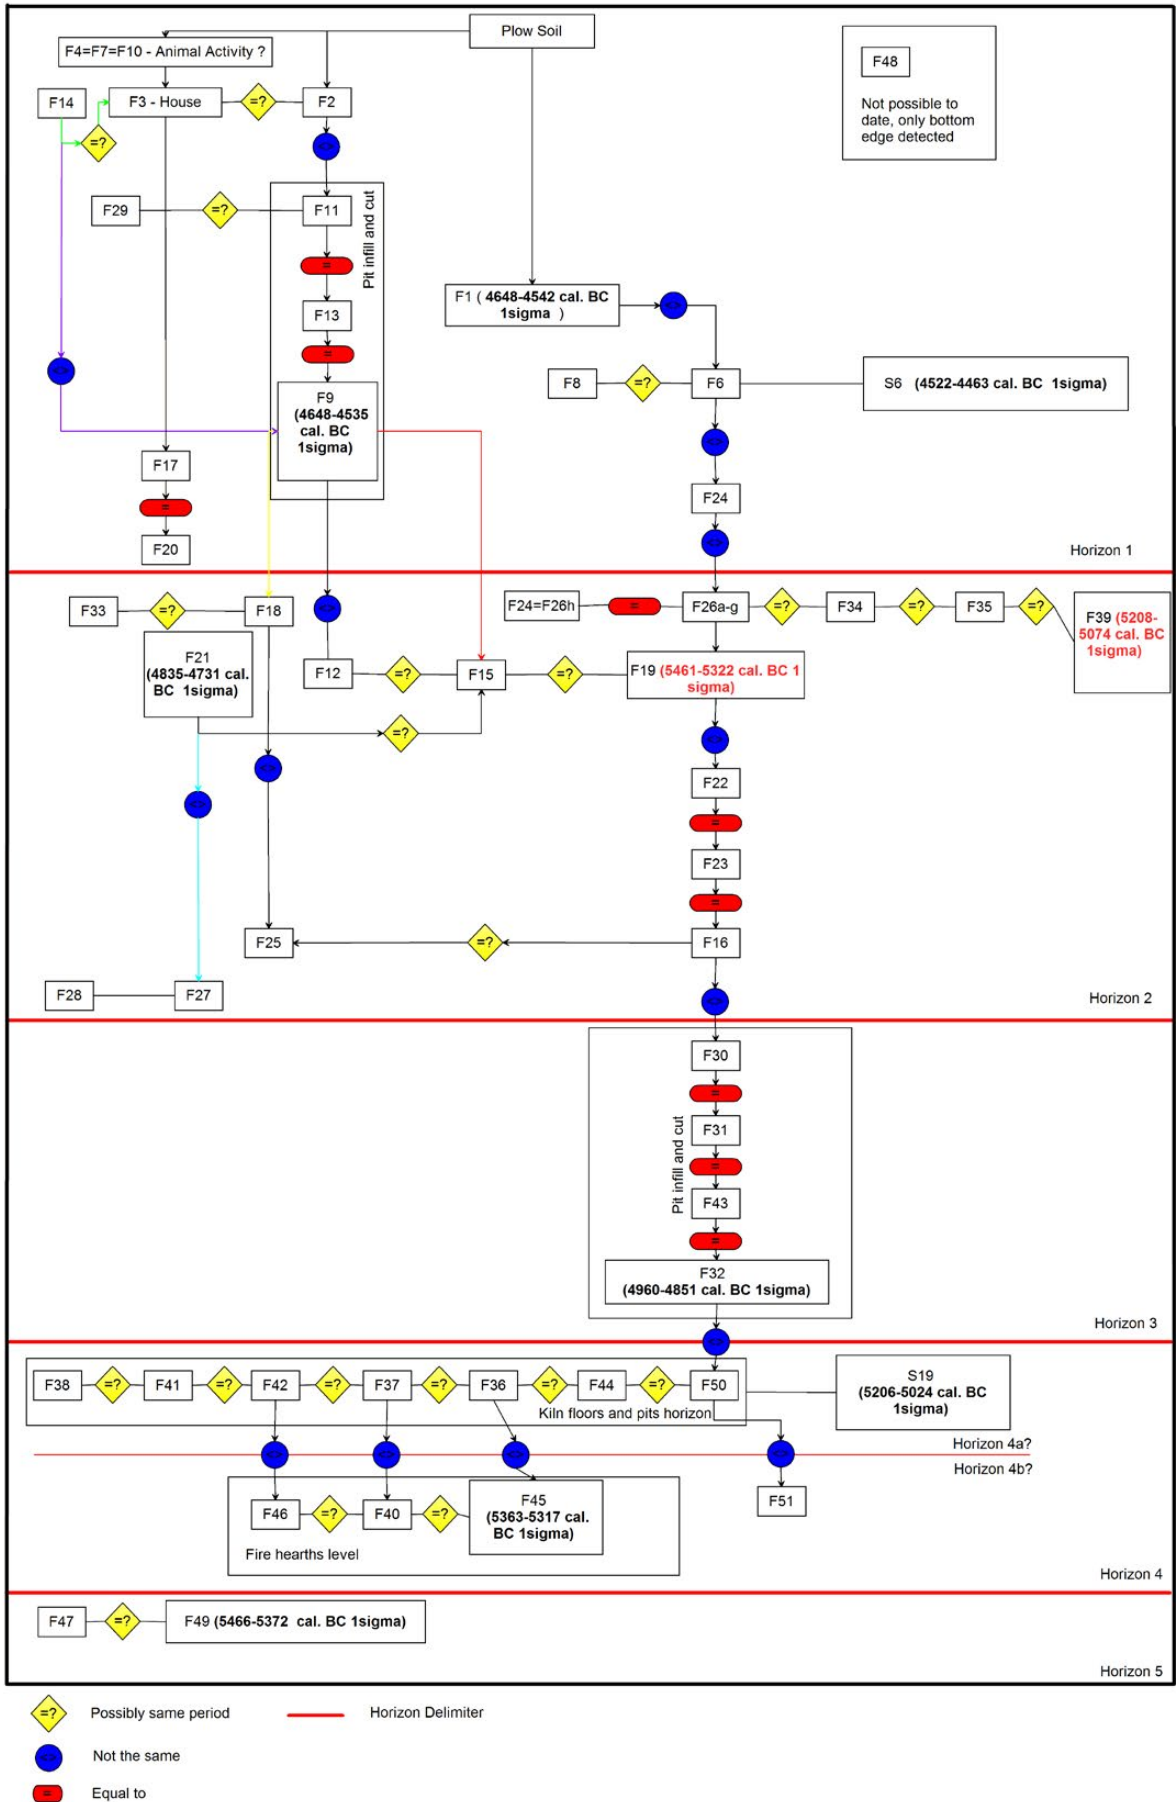 Plow Soil
F4=F7=F10 - Animal Activity ?
F48
Not possible to
date, only bottom
edge detected
F14
F3 - House
=?
F2
=?
<>
F29
=?
F11
Pit infill and cut
=
F13
=
F1 ( 4648-4542 cal. BC
1sigma )
<>
<>
F9
(4648-4535
cal. BC
1sigma)
F8
=?
F6
S6 (4522-4463 cal. BC 1sigma)
<>
F17
=
F20
F24
<>
Horizon 1
F33
=?
F18
<>
F24=F26h
=
F26a-g
=?
F34
=?
F35
=?
F39 (5208-
5074 cal. BC
1sigma)
F21
(4835-4731 cal.
BC 1sigma)
F12
=?
F15
=?
F19 (5461-5322 cal. BC 1
sigma)
=?
<>
<>
<>
F22
=
F23
=
F25
=?
F16
F28
F27
<>
Horizon 2
F30
=
F31
=
Pit infill and cut
F43
=
F32
(4960-4851 cal. BC 1sigma)
Horizon 3
<>
F38
=?
F41
=?
F42
=?
F37
=?
F36
=?
F44
=?
F50
Kiln floors and pits horizon
S19
(5206-5024 cal. BC
1sigma)
Horizon 4a?
<>
<>
<>
<>
Horizon 4b?
F46
=?
F40
=?
F45
(5363-5317 cal.
BC 1sigma)
F51
Fire hearths level
Horizon 4
F47
=?
F49 (5466-5372 cal. BC 1sigma)
Horizon 5
=?
Possibly same period
Horizon Delimiter
<>
Not the same
=
Equal to